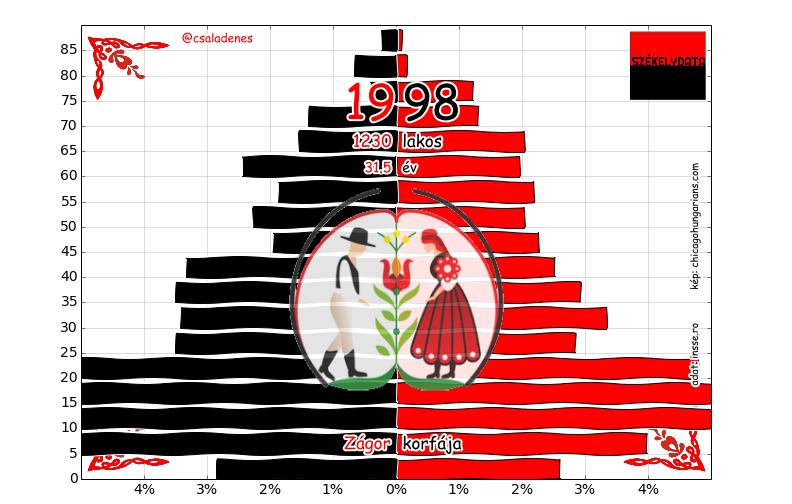 @csaladenes
SZÉKELYDATA
1998
1230 lakos
31.5 év
kép: chicagohungarians.com
adat: linsse.ro
Zágor korfája
85
80
75
70
65
60
55
50
45
40
35
30
25
20
15
10
5
0
4% 3% 2% 1% 0% 1% 2% 3% 4%